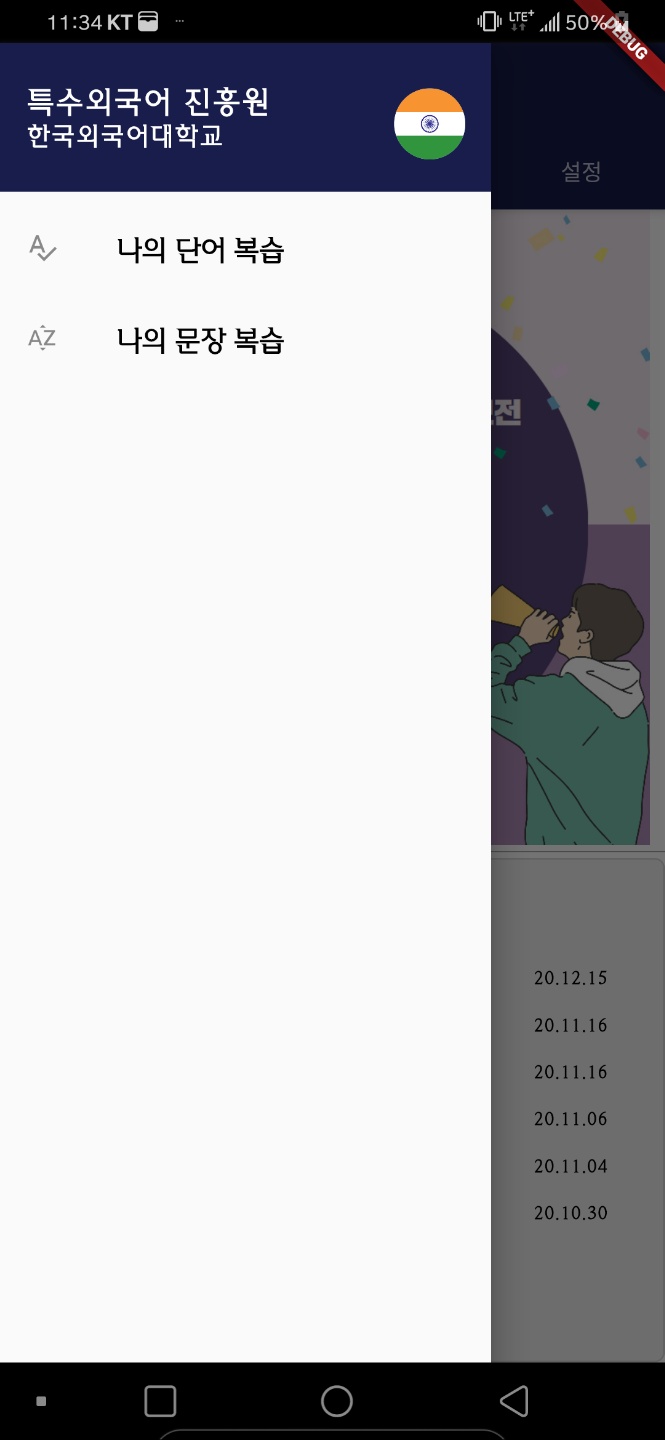 11:34 KT
LTE+ 50%
DEBUG
특수외국어 진흥원
한국외국어대학교
설정
나의 단어 복습
나의 문장 복습
전
20.12.15
20.11.16
20.11.16
20.11.06
20.11.04
20.10.30